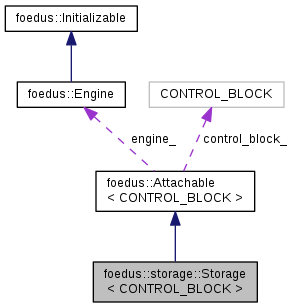 foedus::Initializable
foedus::Engine
CONTROL_BLOCK
engine_
control_block_
foedus::Attachable
< CONTROL_BLOCK >
foedus::storage::Storage
< CONTROL_BLOCK >